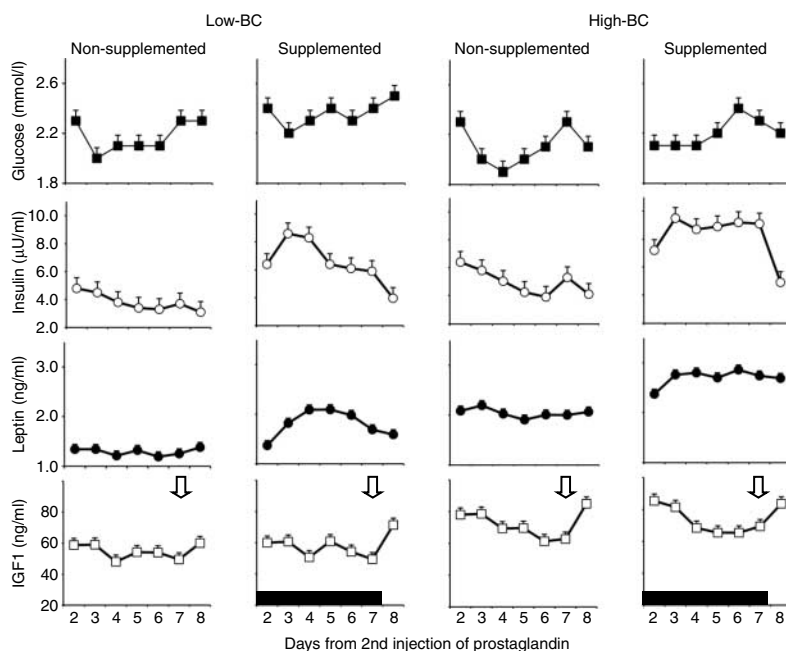 Low-BC High-BC
Non-supplemented Supplemented Non-supplemented Supplemented
Glucose (mmol/l)
2.6
2.2
1.8
Insulin (µU/ml)
10.0
8.0
6.0
4.0
2.0
Leptin (ng/ml)
3.0
2.0
1.0
IGF1 (ng/ml)
80
60
40
20
2 3 4 5 6 7 8 2 3 4 5 6 7 8 2 3 4 5 6 7 8 2 3 4 5 6 7 8
Days from 2nd injection of prostaglandin